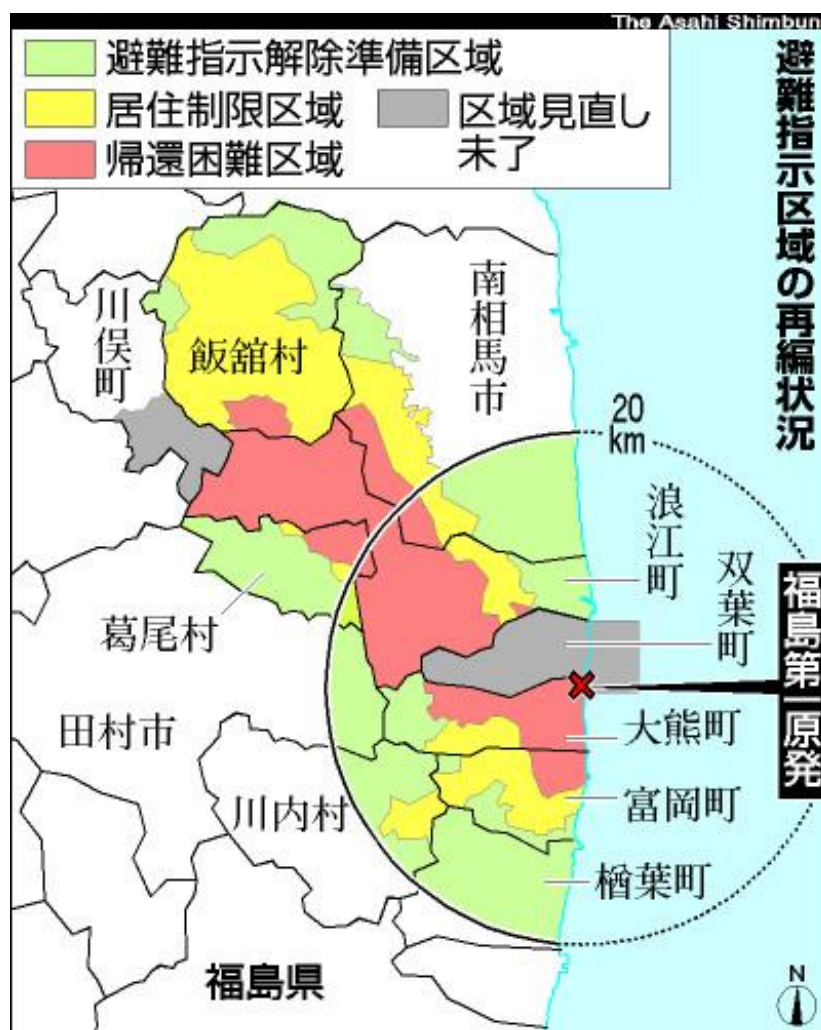 The Asahi Shimbun
避難指示区域の再編状況
避難指示解除準備区域
居住制限区域
帰還困難区域
区域見直し
未了
川俣町
飯舘村
南相馬市
20
km
浪江町
双葉町
福島第一原発
葛尾村
田村市
大熊町
川内村
富岡町
楢葉町
福島県
N